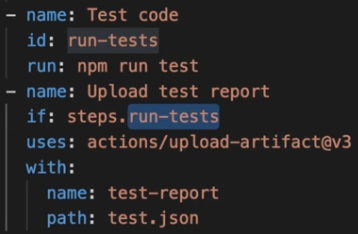 - name: Test code
id: run-tests
run: npm run test
- name: Upload test report
if: steps.run-tests
uses: actions/upload-artifact@v3
with:
name: test-report
path: test.json